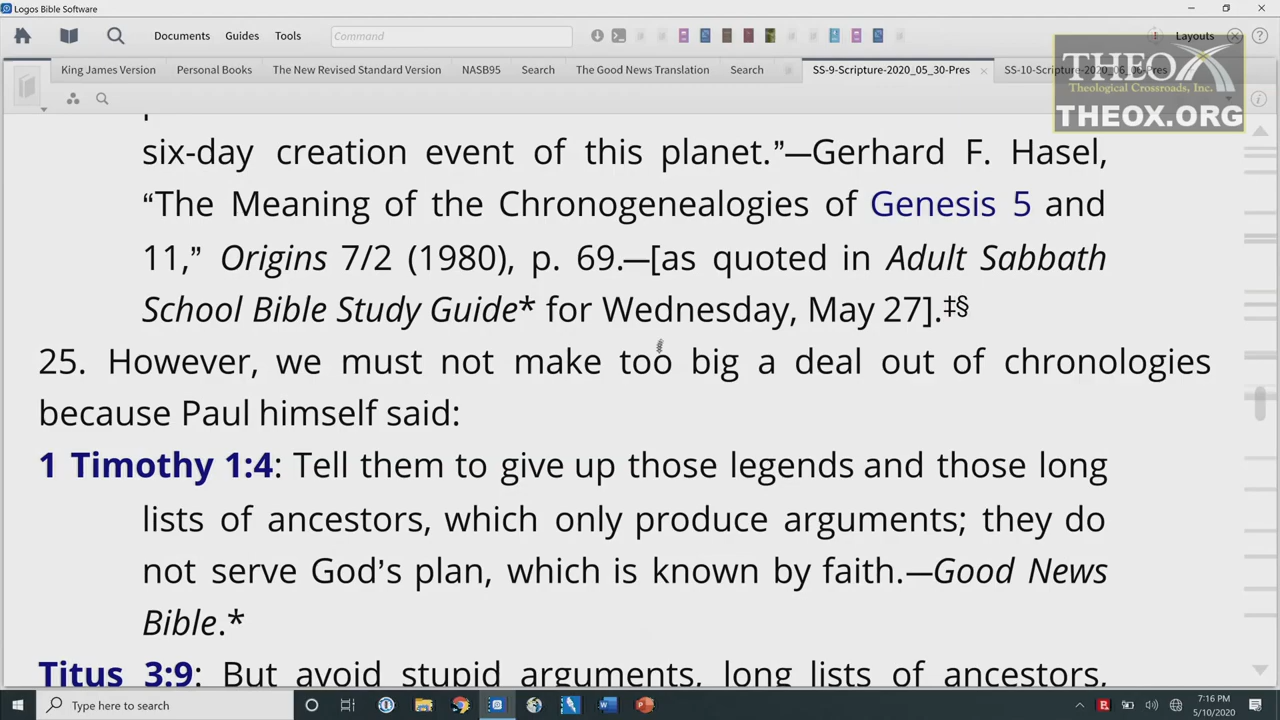 Logos Bible Software
Documents Guides Tools Command Layouts
King James Version Personal Books The New Revised NASB95 Search The Good News Translation Search SS-9-Scripture-2020_05_30-Pres SS-10-Scripture-2020_06_06-Pres
THEOX
Theological Crossroads, Inc.
THEOX.ORG
six-day creation event of this planet.”—Gerhard F. Hasel,
“The Meaning of the Chronogenealogies of Genesis 5 and
11,” Origins 7/2 (1980), p. 69.—[as quoted in Adult Sabbath
School Bible Study Guide* for Wednesday, May 27].‡§
25. However, we must not make too big a deal out of chronologies
because Paul himself said:
1 Timothy 1:4: Tell them to give up those legends and those long
lists of ancestors, which only produce arguments; they do
not serve God’s plan, which is known by faith.—Good News
Bible.*
Titus 3:9: But avoid stupid arguments, long lists of ancestors,
Type here to search
7:16 PM
5/10/2020